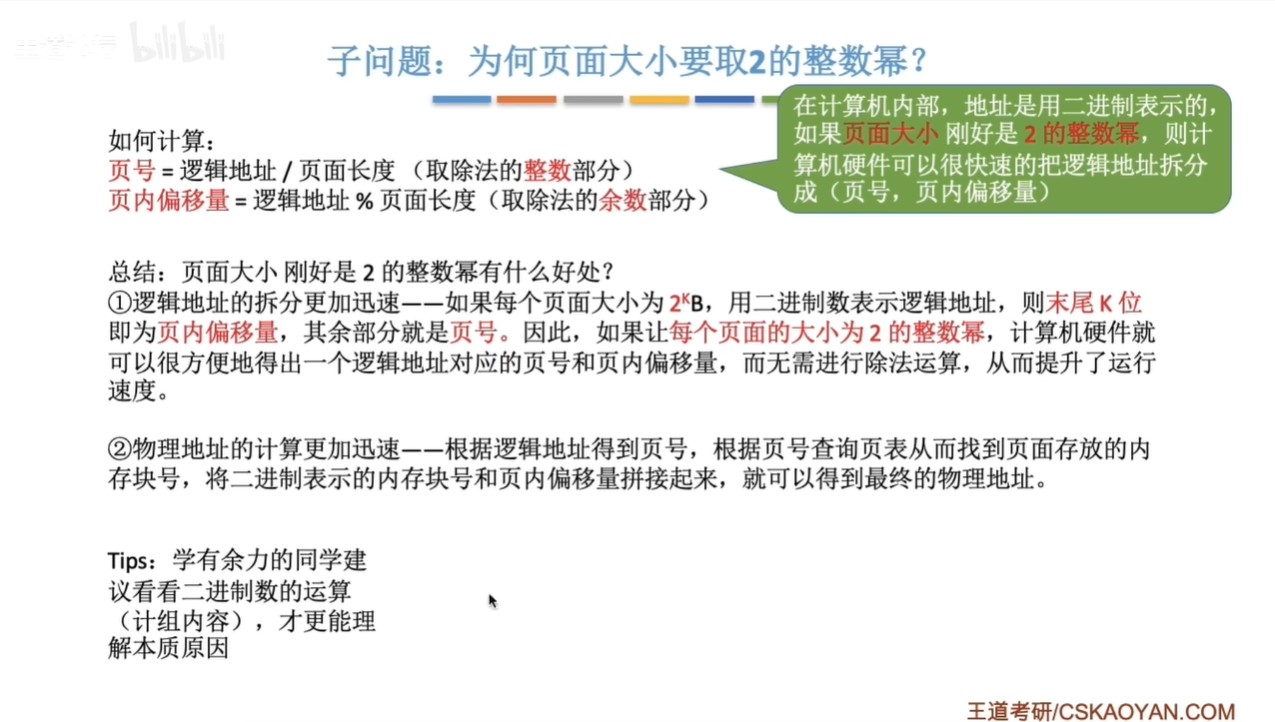 bilibili
子问题：为何页面大小要取2的整数幂？
在计算机内部，地址是用二进制表示的，
如果页面大小 刚好是 2 的整数幂，则计
算机硬件可以很快速的把逻辑地址拆分
成（页号，页内偏移量）
如何计算：
页号 = 逻辑地址 / 页面长度 （取除法的整数部分）
页内偏移量 = 逻辑地址 % 页面长度（取除法的余数部分）
总结：页面大小 刚好是 2 的整数幂有什么好处？
①逻辑地址的拆分更加迅速——如果每个页面大小为 2ᴷB，用二进制数表示逻辑地址，则末尾 K 位
即为页内偏移量，其余部分就是页号。因此，如果让每个页面的大小为 2 的整数幂，计算机硬件就
可以很方便地得出一个逻辑地址对应的页号和页内偏移量，而无需进行除法运算，从而提升了运行
速度。
②物理地址的计算更加迅速——根据逻辑地址得到页号，根据页号查询页表从而找到页面存放的内
存块号，将二进制表示的内存块号和页内偏移量拼接起来，就可以得到最终的物理地址。
Tips：学有余力的同学建
议看看二进制数的运算
（计组内容），才更能理
解本质原因
王道考研/CSKAOYAN.COM